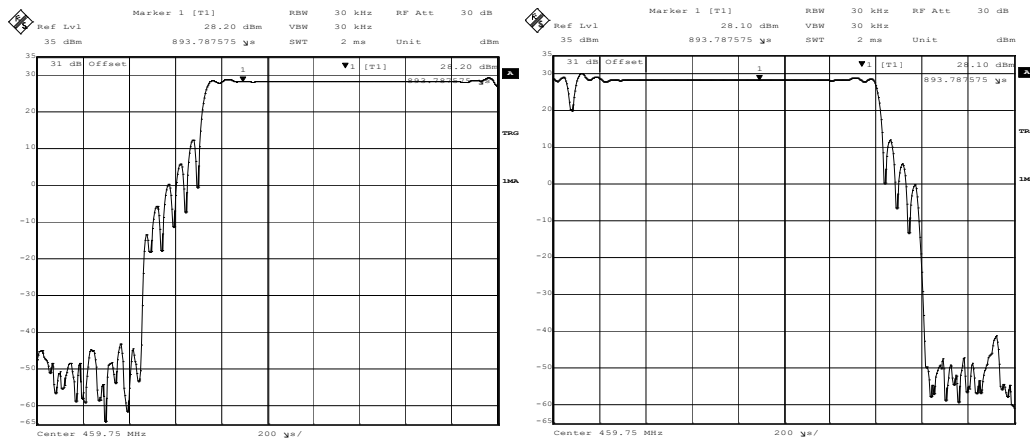 Marker 1 [T1] RBW 30 kHz RF Att 30 dB
Ref Lvl 28.20 dBm VBW 30 kHz
35 dBm 893.787575 µs SWT 2 ms Unit dBm
31 dB Offset
▼1 [T1] 28.20 dBm
893.787575 µs
1
35
30
20
10
0
-10
-20
-30
-40
-50
-60
-65
A
TRG
1MA
Center 459.75 MHz 200 µs/
Marker 1 [T1] RBW 30 kHz RF Att 30 dB
Ref Lvl 28.10 dBm VBW 30 kHz
35 dBm 893.787575 µs SWT 2 ms Unit dBm
31 dB Offset
▼1 [T1] 28.10 dBm
893.787575 µs
1
35
30
20
10
0
-10
-20
-30
-40
-50
-60
-65
A
TR
1M
Center 459.75 MHz 200 µs/